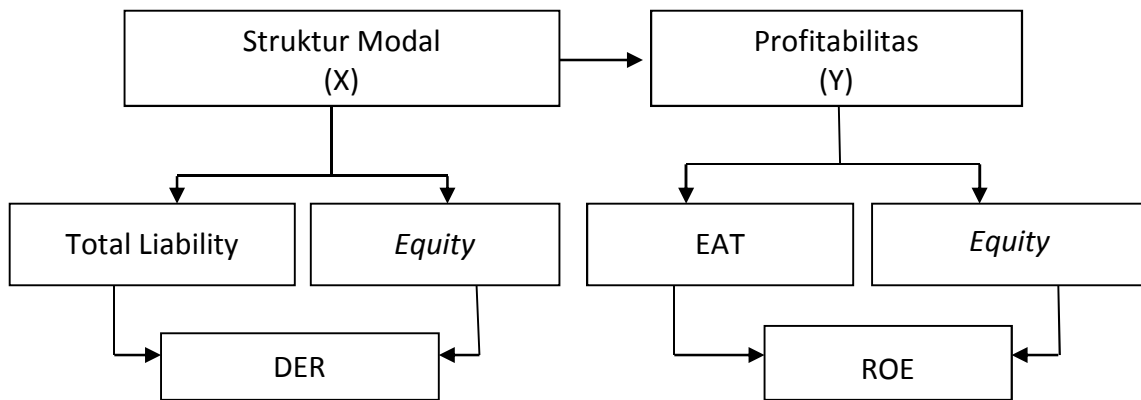 Struktur Modal
(X)
Profitabilitas
(Y)
Total Liability
Equity
EAT
Equity
DER
ROE